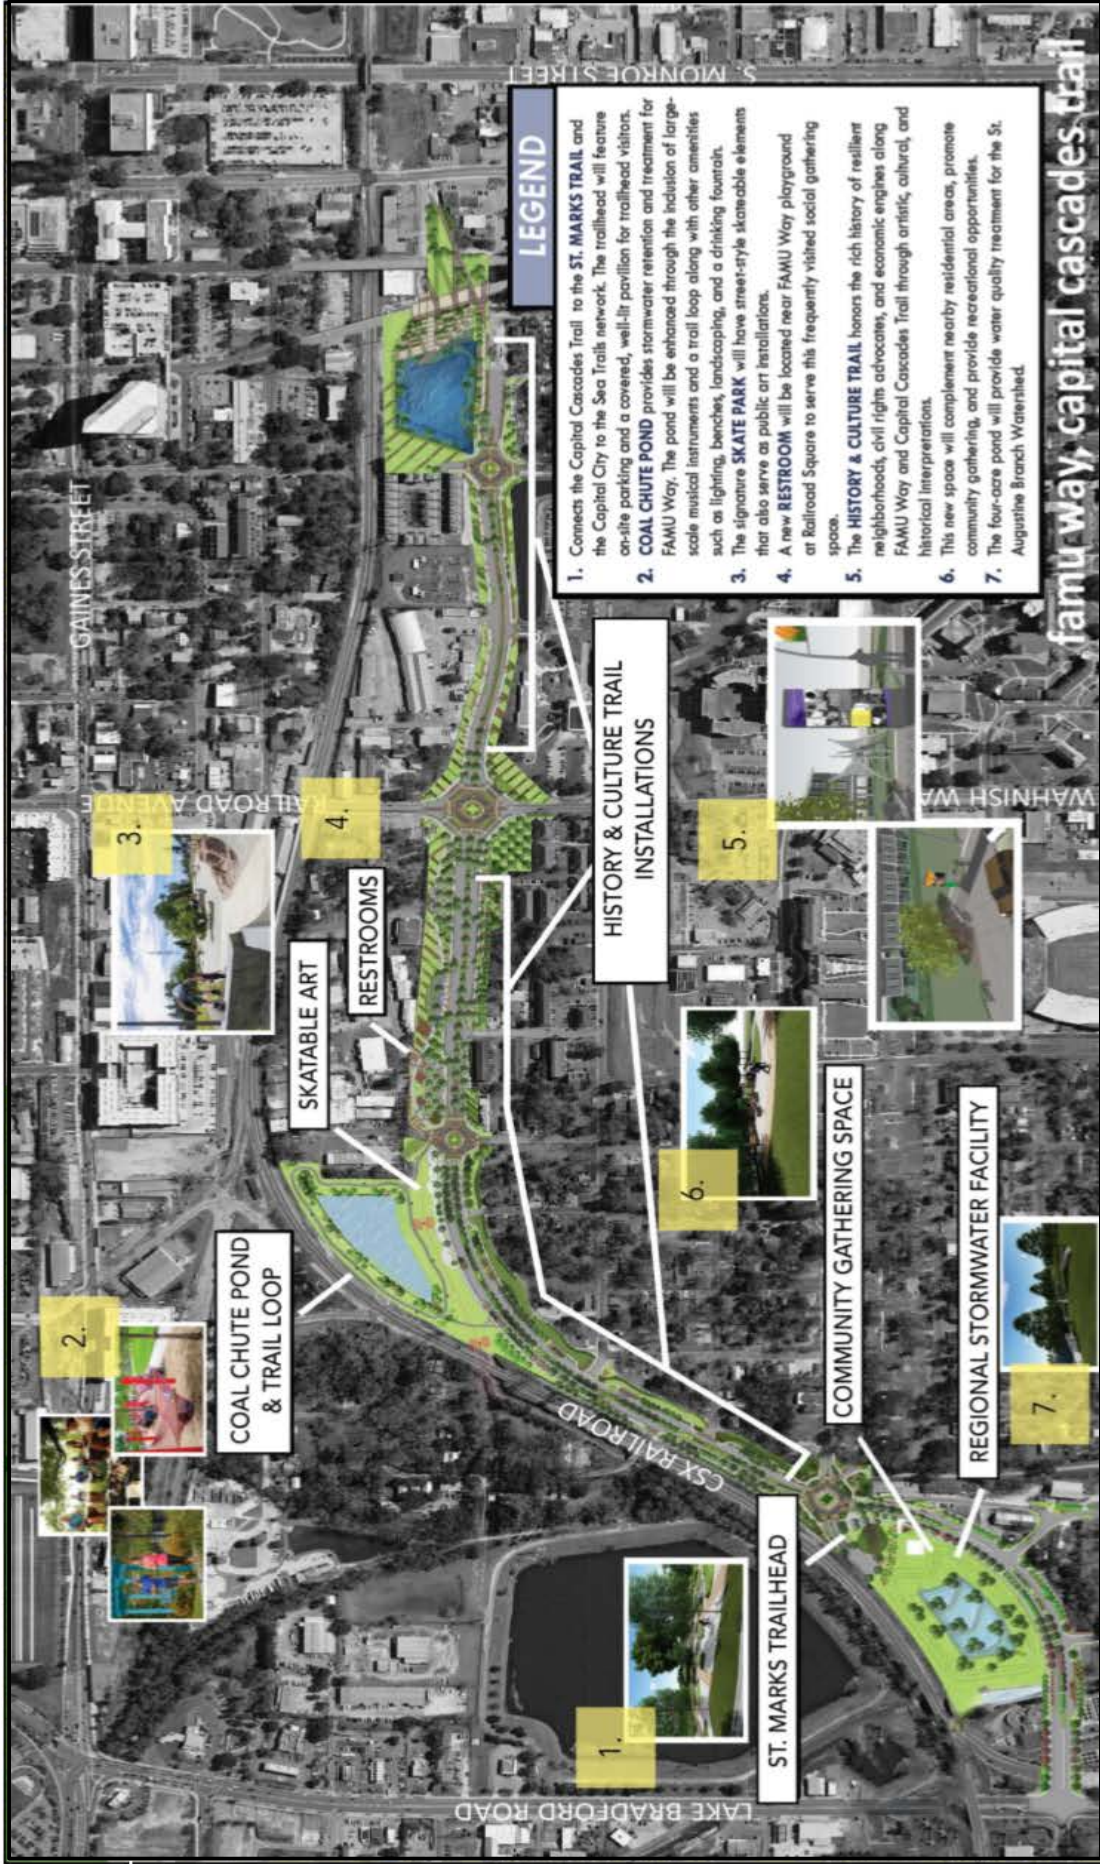 GAINES STREET
S. MONROE STREET
RAILROAD AVENUE
WAHNISH WA
LAKE BRADFORD ROAD
CSX RAILROAD
1.
2.
3.
4.
5.
6.
7.
COAL CHUTE POND
& TRAIL LOOP
SKATABLE ART
RESTROOMS
HISTORY & CULTURE TRAIL
INSTALLATIONS
ST. MARKS TRAILHEAD
COMMUNITY GATHERING SPACE
REGIONAL STORMWATER FACILITY
LEGEND
1. Connects the Capital Cascades Trail to the ST. MARKS TRAIL and
the Capital City to the Sea Trails network. The trailhead will feature
on-site parking and a covered, well-lit pavilion for trailhead visitors.
2. COAL CHUTE POND provides stormwater retention and treatment for
FAMU Way. The pond will be enhanced through the inclusion of large-
scale musical instruments and a trail loop along with other amenities
such as lighting, benches, landscaping, and a drinking fountain.
3. The signature SKATE PARK will have street-style skateable elements
that also serve as public art installations.
4. A new RESTROOM will be located near FAMU Way playground
at Railroad Square to serve this frequently visited social gathering
space.
5. The HISTORY & CULTURE TRAIL honors the rich history of resilient
neighborhoods, civil rights advocates, and economic engines along
FAMU Way and Capital Cascades Trail through artistic, cultural, and
historical interpretations.
6. This new space will complement nearby residential areas, promote
community gathering, and provide recreational opportunities.
7. The four-acre pond will provide water quality treatment for the St.
Augustine Branch Watershed.
famu way, capital cascades trail